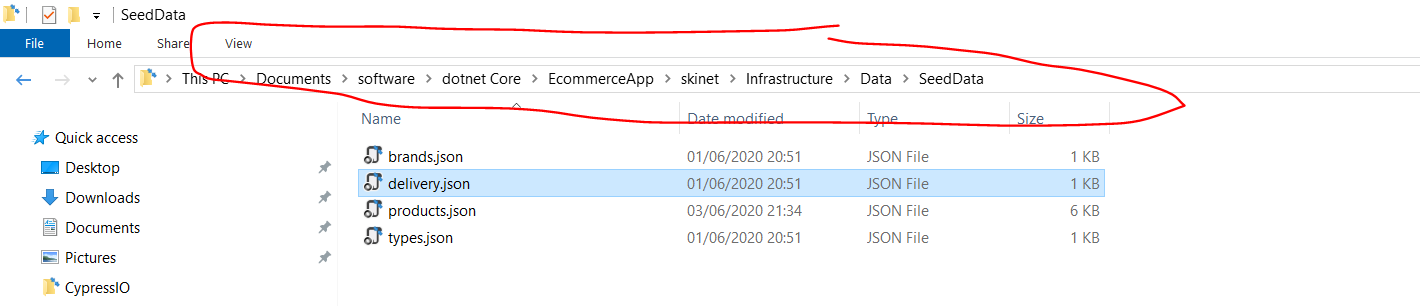 SeedData
File Home Share View
This PC Documents software dotnet Core EcommerceApp skinet Infrastructure Data SeedData
Name Date modified Type Size
Quick access
brands.json 01/06/2020 20:51 JSON File 1 KB
Desktop
delivery.json 01/06/2020 20:51 JSON File 1 KB
Downloads
products.json 03/06/2020 21:34 JSON File 6 KB
Documents
types.json 01/06/2020 20:51 JSON File 1 KB
Pictures
CypressIO